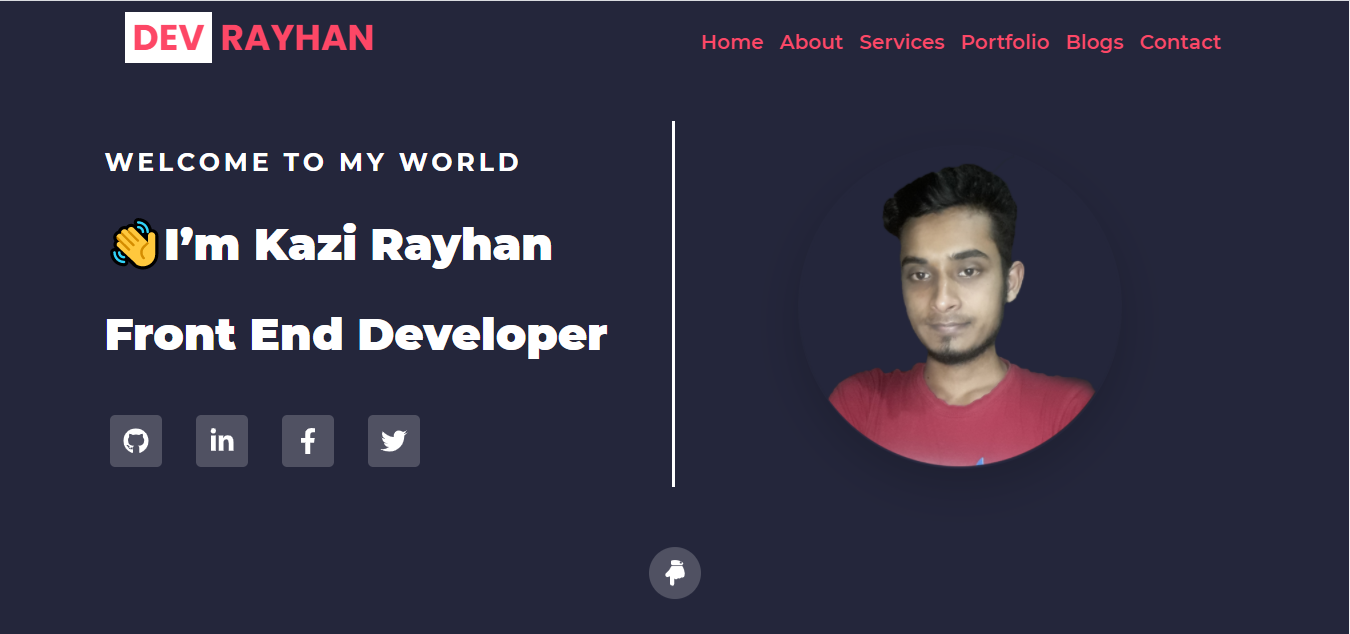 DEV RAYHAN
Home About Services Portfolio Blogs Contact
WELCOME TO MY WORLD
👋I’m Kazi Rayhan
Front End Developer